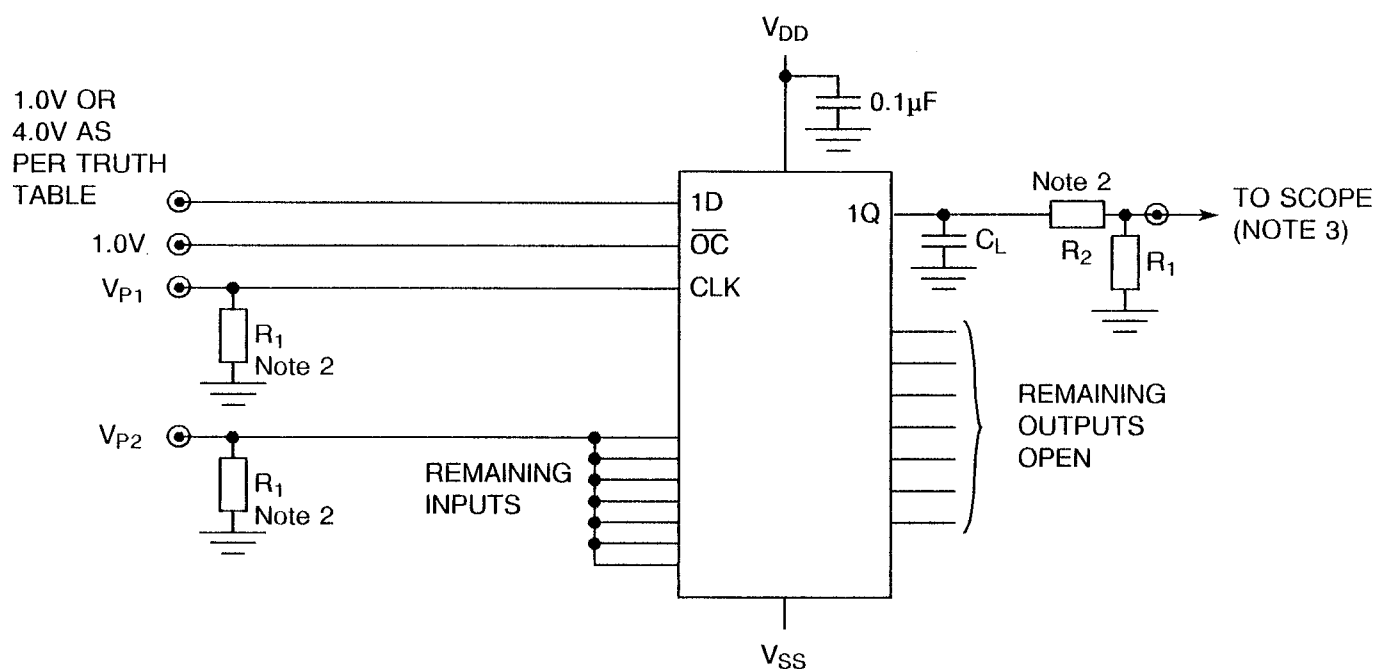 V_DD
0.1µF
1.0V OR
4.0V AS
PER TRUTH
TABLE
1D
1Q
Note 2
TO SCOPE
(NOTE 3)
1.0V
O̅C̅
C_L
R_2
R_1
V_P1
CLK
R_1
Note 2
V_P2
REMAINING
INPUTS
R_1
Note 2
REMAINING
OUTPUTS
OPEN
V_SS